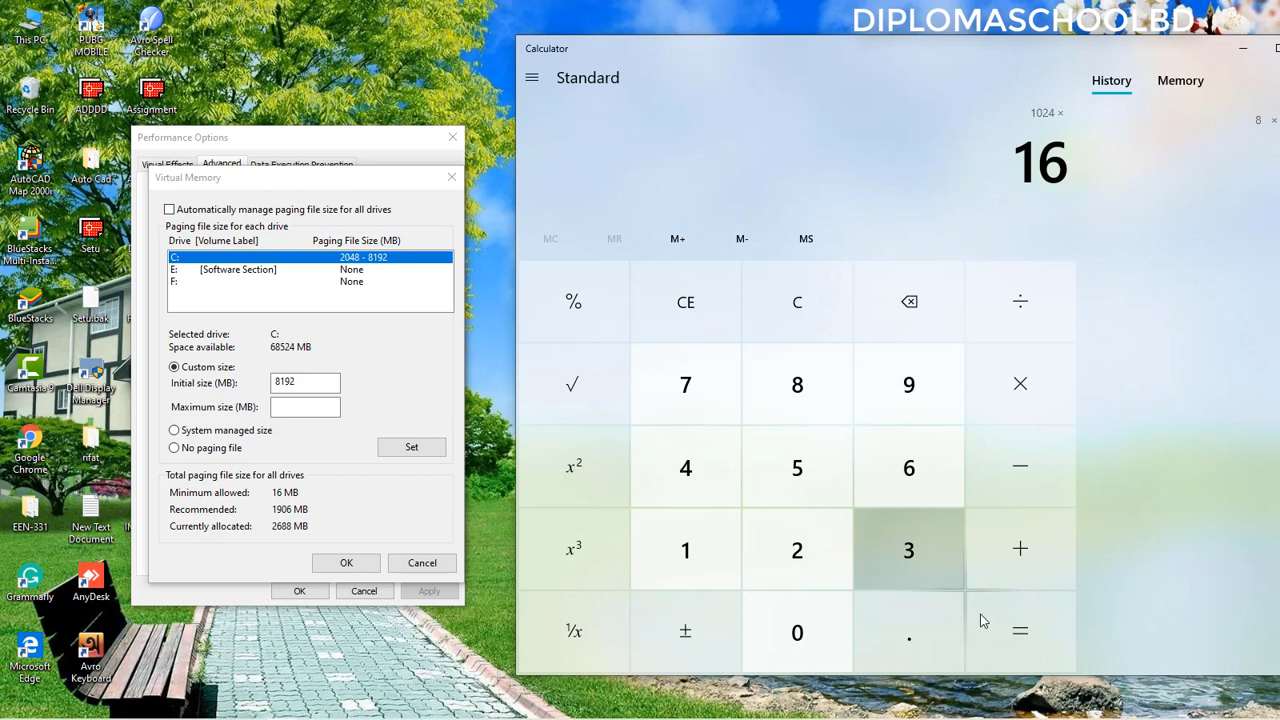 DIPLOMASCHOOLBD
This PC
PUBG MOBILE
Avro Spell Checker
Recycle Bin
ADDDD
Assignment
AutoCAD Map 2000i
Auto Cad
BlueStacks Multi-Insta...
Setu
BlueStacks
Setu.bak
Camtasia 9
Dell Display Manager
Google Chrome
rifat
EEN-331
New Text Document
Grammarly
AnyDesk
Microsoft Edge
Avro Keyboard
Performance Options
Visual Effects Advanced Data Execution Prevention
Virtual Memory
Automatically manage paging file size for all drives
Paging file size for each drive
Drive [Volume Label] Paging File Size (MB)
C: 2048 - 8192
E: [Software Section] None
F: None
Selected drive: C:
Space available: 68524 MB
Custom size:
Initial size (MB): 8192
Maximum size (MB):
System managed size
No paging file
Set
Total paging file size for all drives
Minimum allowed: 16 MB
Recommended: 1906 MB
Currently allocated: 2688 MB
OK Cancel
OK Cancel Apply
Calculator
Standard
History Memory
1024 ×
8 ×
16
MC MR M+ M- MS
% CE C ÷
√ 7 8 9 ×
x² 4 5 6 −
x³ 1 2 3 +
¹/x ± 0 . =